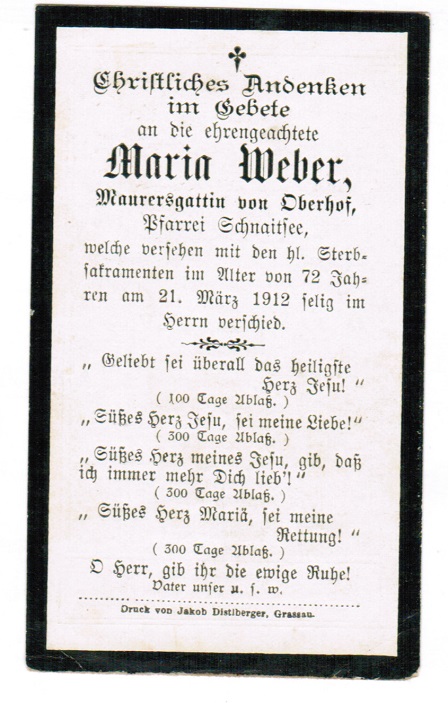 Christliches Andenken
im Gebete
an die ehrengeachtete
Maria Weber,
Maurersgattin von Oberhof,
Pfarrei Schnaitsee,
welche versehen mit den hl. Sterb-
sakramenten im Alter von 72 Jah-
ren am 21. März 1912 selig im
Herrn verschied.
„ Geliebt sei überall das heiligste
Herz Jesu! “
( 100 Tage Ablaß. )
„Süßes Herz Jesu, sei meine Liebe!“
( 300 Tage Ablaß. )
„Süßes Herz meines Jesu, gib, daß
ich immer mehr Dich lieb'! “
( 300 Tage Ablaß. )
„ Süßes Herz Mariä, sei meine
Rettung! “
( 300 Tage Ablaß. )
O Herr, gib ihr die ewige Ruhe!
Vater unser u. s. w.
Druck von Jakob Distlberger, Grassau.